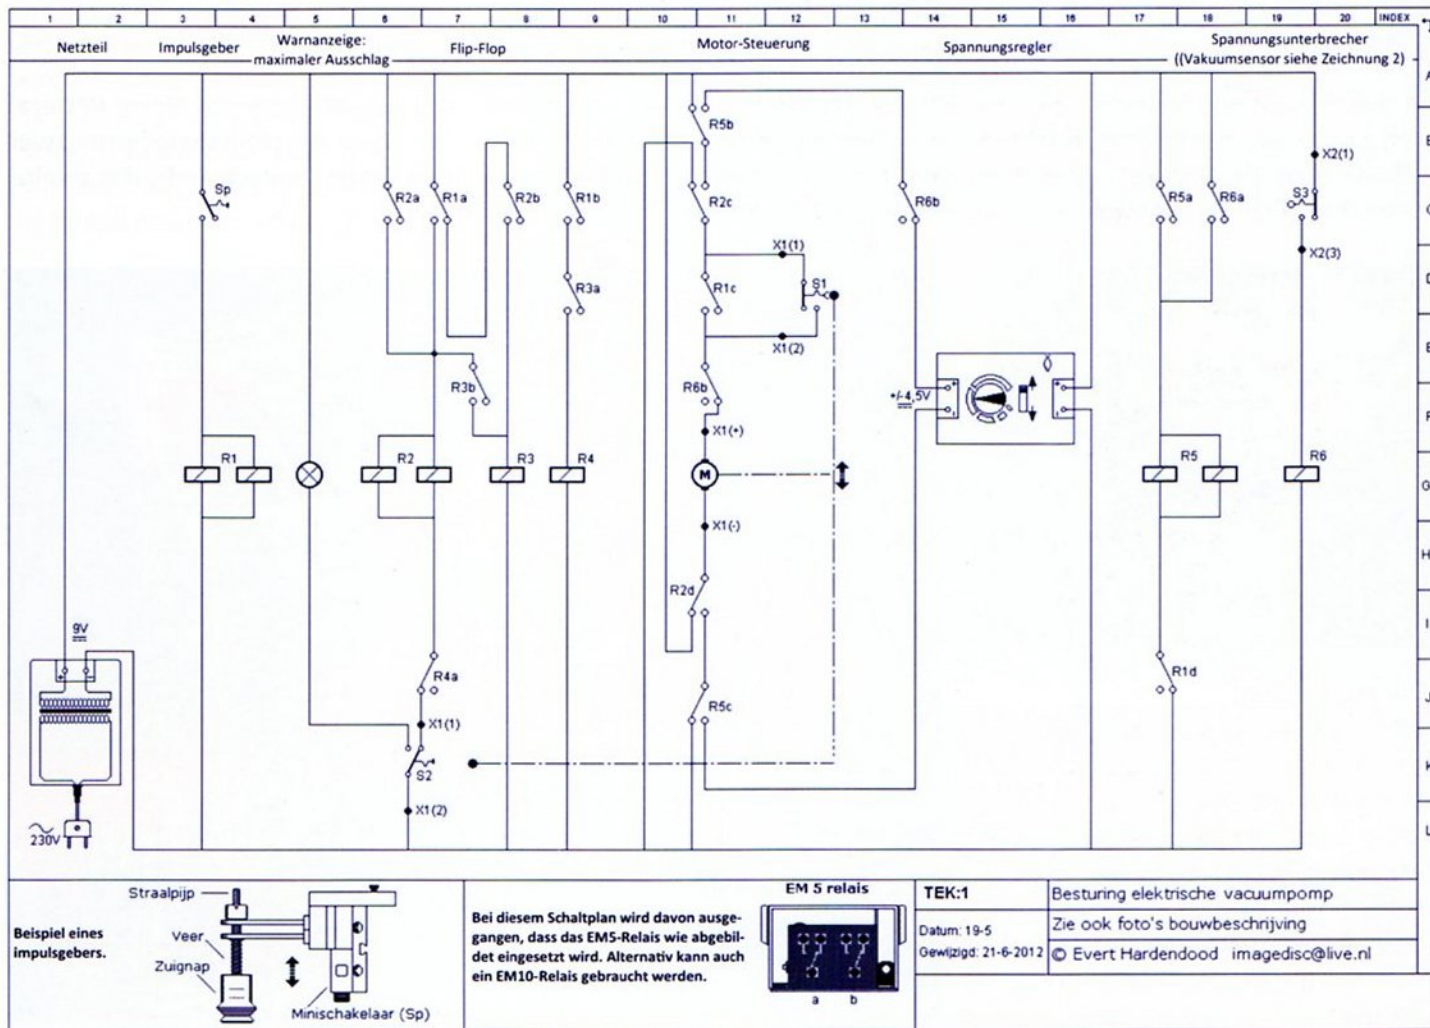 1 2 3 4 5 6 7 8 9 10 11 12 13 14 15 16 17 18 19 20 INDEX
Netzteil
Impulsgeber
Warnanzeige:
maximaler Ausschlag
Flip-Flop
Motor-Steuerung
Spannungsregler
Spannungsunterbrecher
((Vakuumsensor siehe Zeichnung 2)
A
B
C
D
E
F
G
H
I
J
K
L
R5b
X2(1)
Sp
R2a
R1a
R2b
R1b
R2c
R6b
R5a
R6a
S3
X1(1)
X2(3)
R3a
R1c
S1
X1(2)
R3b
R6b
+/-4,5V
X1(+)
R1
R2
R3
R4
M
R5
R6
X1(-)
R2d
9V
R4a
R1d
R5c
X1(1)
S2
X1(2)
230V
Straalpijp
Veer
Zuignap
Minischakelaar (Sp)
Beispiel eines
impulsgebers.
Bei diesem Schaltplan wird davon ausge-
gangen, dass das EM5-Relais wie abgebil-
det eingesetzt wird. Alternativ kann auch
ein EM10-Relais gebraucht werden.
EM 5 relais
a b
TEK:1
Datum: 19-5
Gewijzigd: 21-6-2012
Besturing elektrische vacuumpomp
Zie ook foto's bouwbeschrijving
© Evert Hardendood imagedisc@live.nl